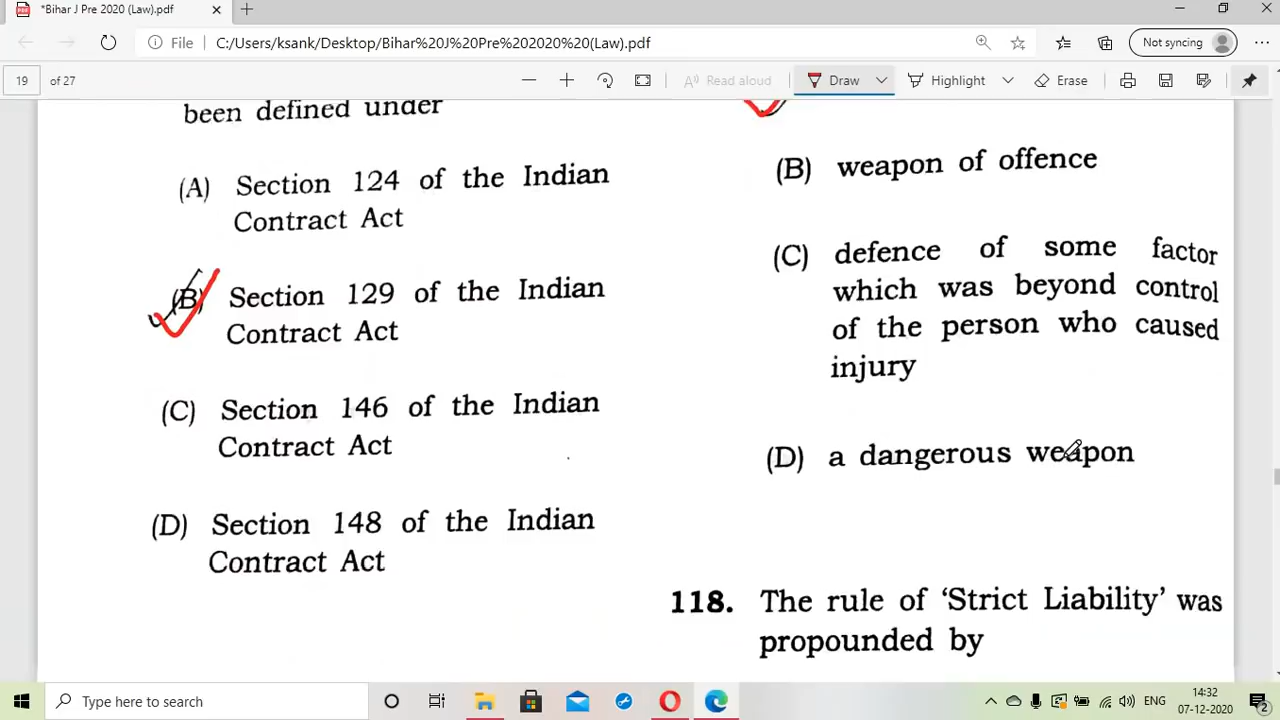 *Bihar J Pre 2020 (Law).pdf
File
C:/Users/ksank/Desktop/Bihar%20J%20Pre%202020%20(Law).pdf
Not syncing
19 of 27
Read aloud
Draw
Highlight
Erase
been defined under
(A) Section 124 of the Indian
Contract Act
(B) Section 129 of the Indian
Contract Act
(C) Section 146 of the Indian
Contract Act
(D) Section 148 of the Indian
Contract Act
(B) weapon of offence
(C) defence of some factor
which was beyond control
of the person who caused
injury
(D) a dangerous weapon
118. The rule of ‘Strict Liability’ was
propounded by
Type here to search
ENG
14:32
07-12-2020
2